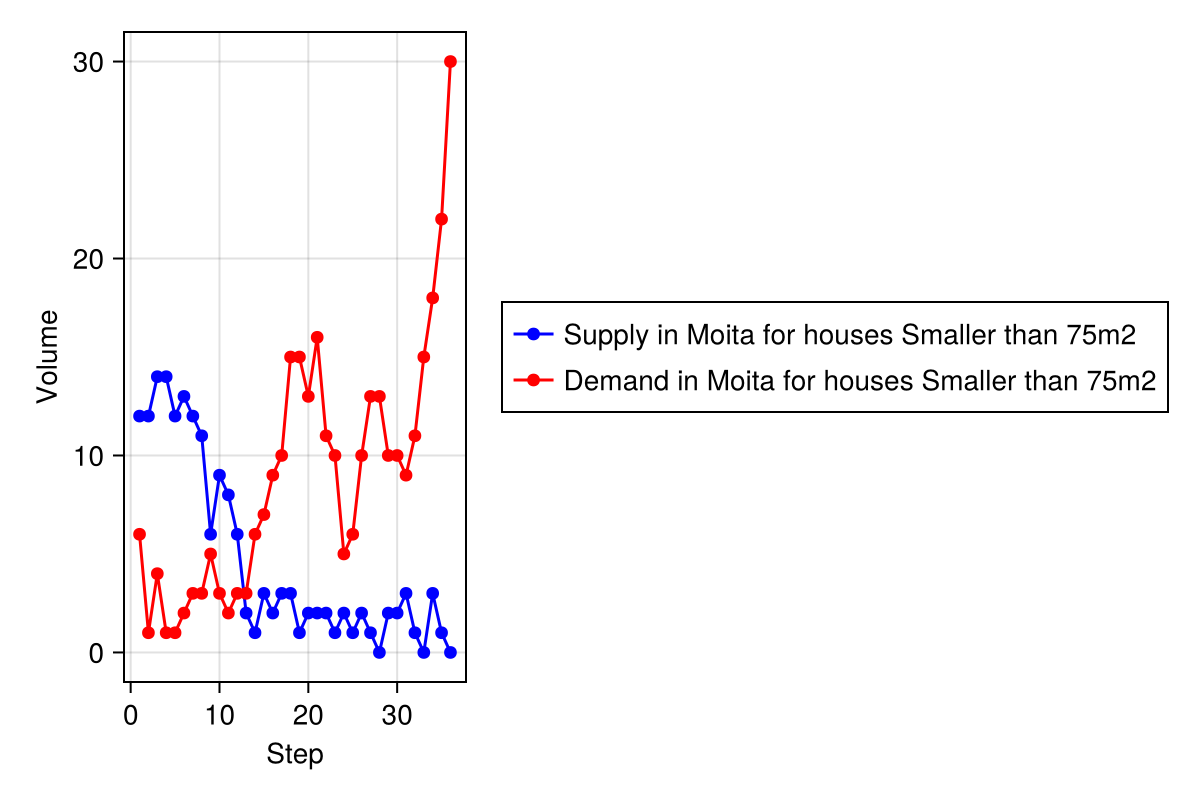 30
20
10
0
Volume
0 10 20 30
Step
Supply in Moita for houses Smaller than 75m2
Demand in Moita for houses Smaller than 75m2